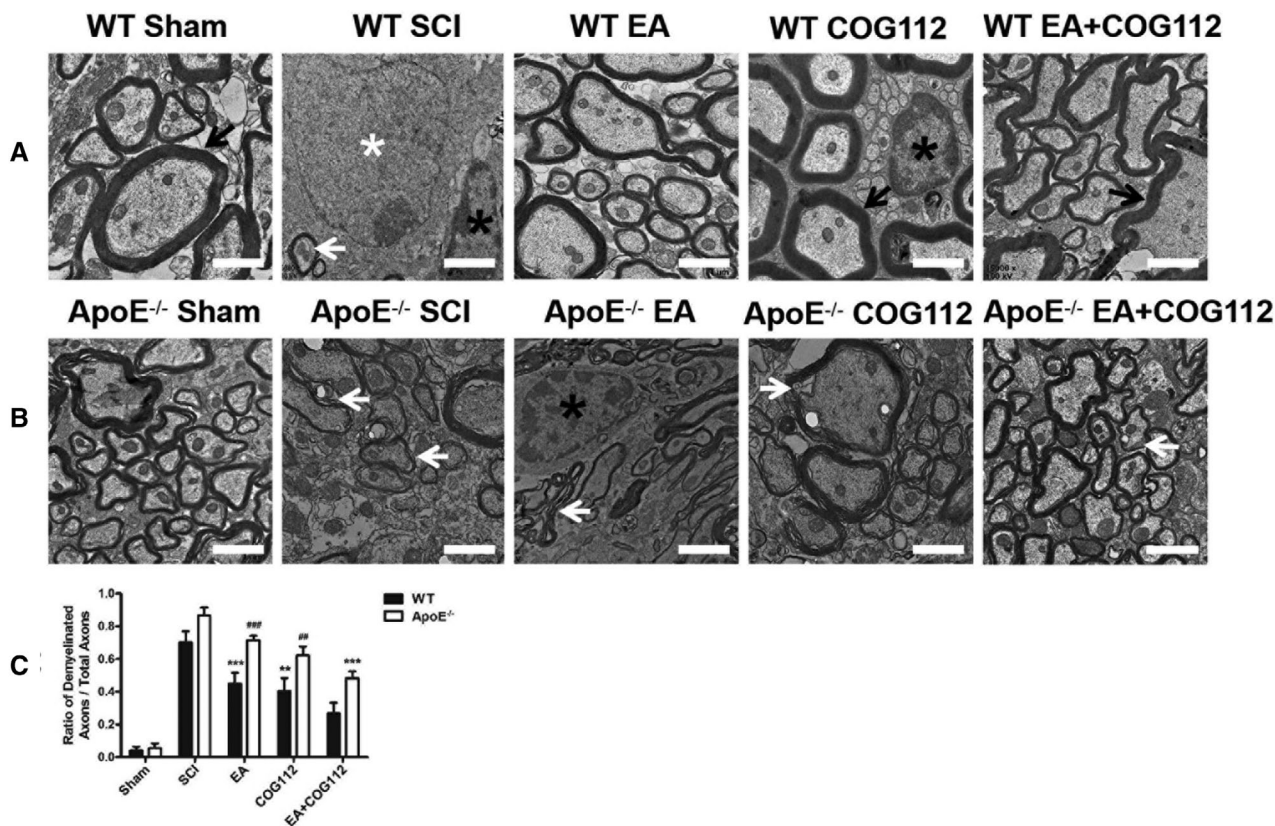 WT Sham WT SCI WT EA WT COG112 WT EA+COG112
A
* * *
ApoE-/- Sham ApoE-/- SCI ApoE-/- EA ApoE-/- COG112 ApoE-/- EA+COG112
B
*
C
Ratio of Demyelinated
Axons / Total Axons
1.0
0.8
0.6
0.4
0.2
0.0
WT
ApoE-/-
*** ### ** ## ***
Sham SCI EA COG112 EA+COG112